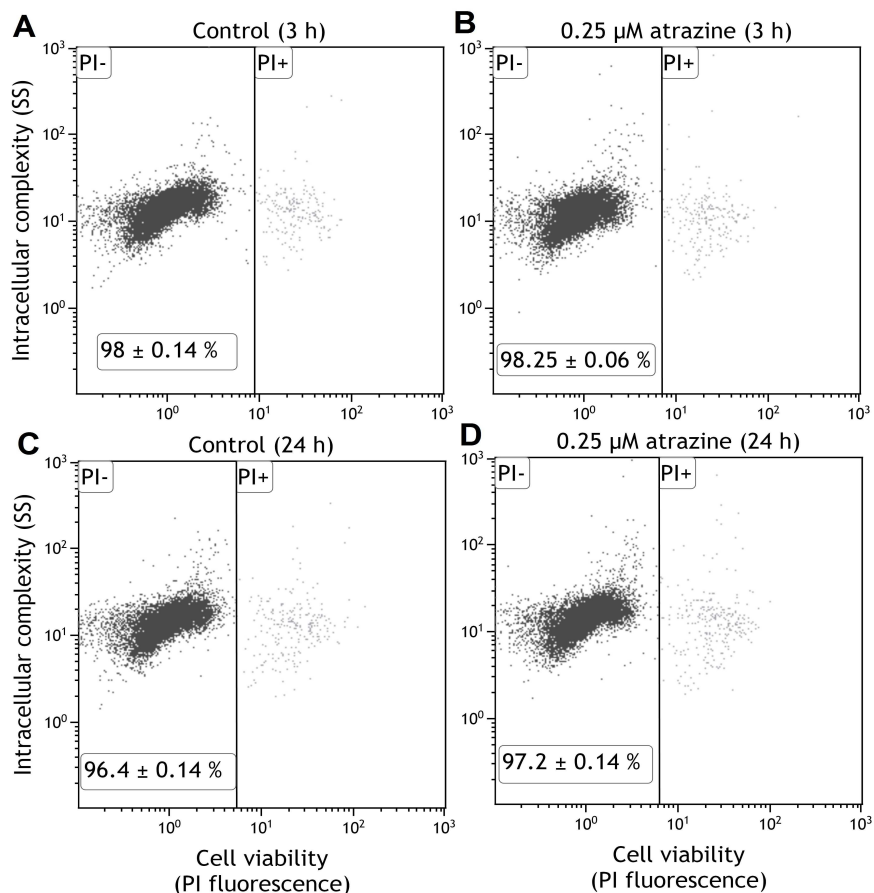 A
Control (3 h)
B
0.25 µM atrazine (3 h)
10³
PI-
PI+
10³
PI-
PI+
Intracellular complexity (SS)
10²
10²
10¹
10¹
10⁰
10⁰
98 ± 0.14 %
98.25 ± 0.06 %
10⁰
10¹
10²
10³
10⁰
10¹
10²
10³
C
Control (24 h)
D
0.25 µM atrazine (24 h)
10³
PI-
PI+
10³
PI-
PI+
Intracellular complexity (SS)
10²
10²
10¹
10¹
10⁰
10⁰
96.4 ± 0.14 %
97.2 ± 0.14 %
10⁰
10¹
10²
10³
10⁰
10¹
10²
10³
Cell viability
(PI fluorescence)
Cell viability
(PI fluorescence)